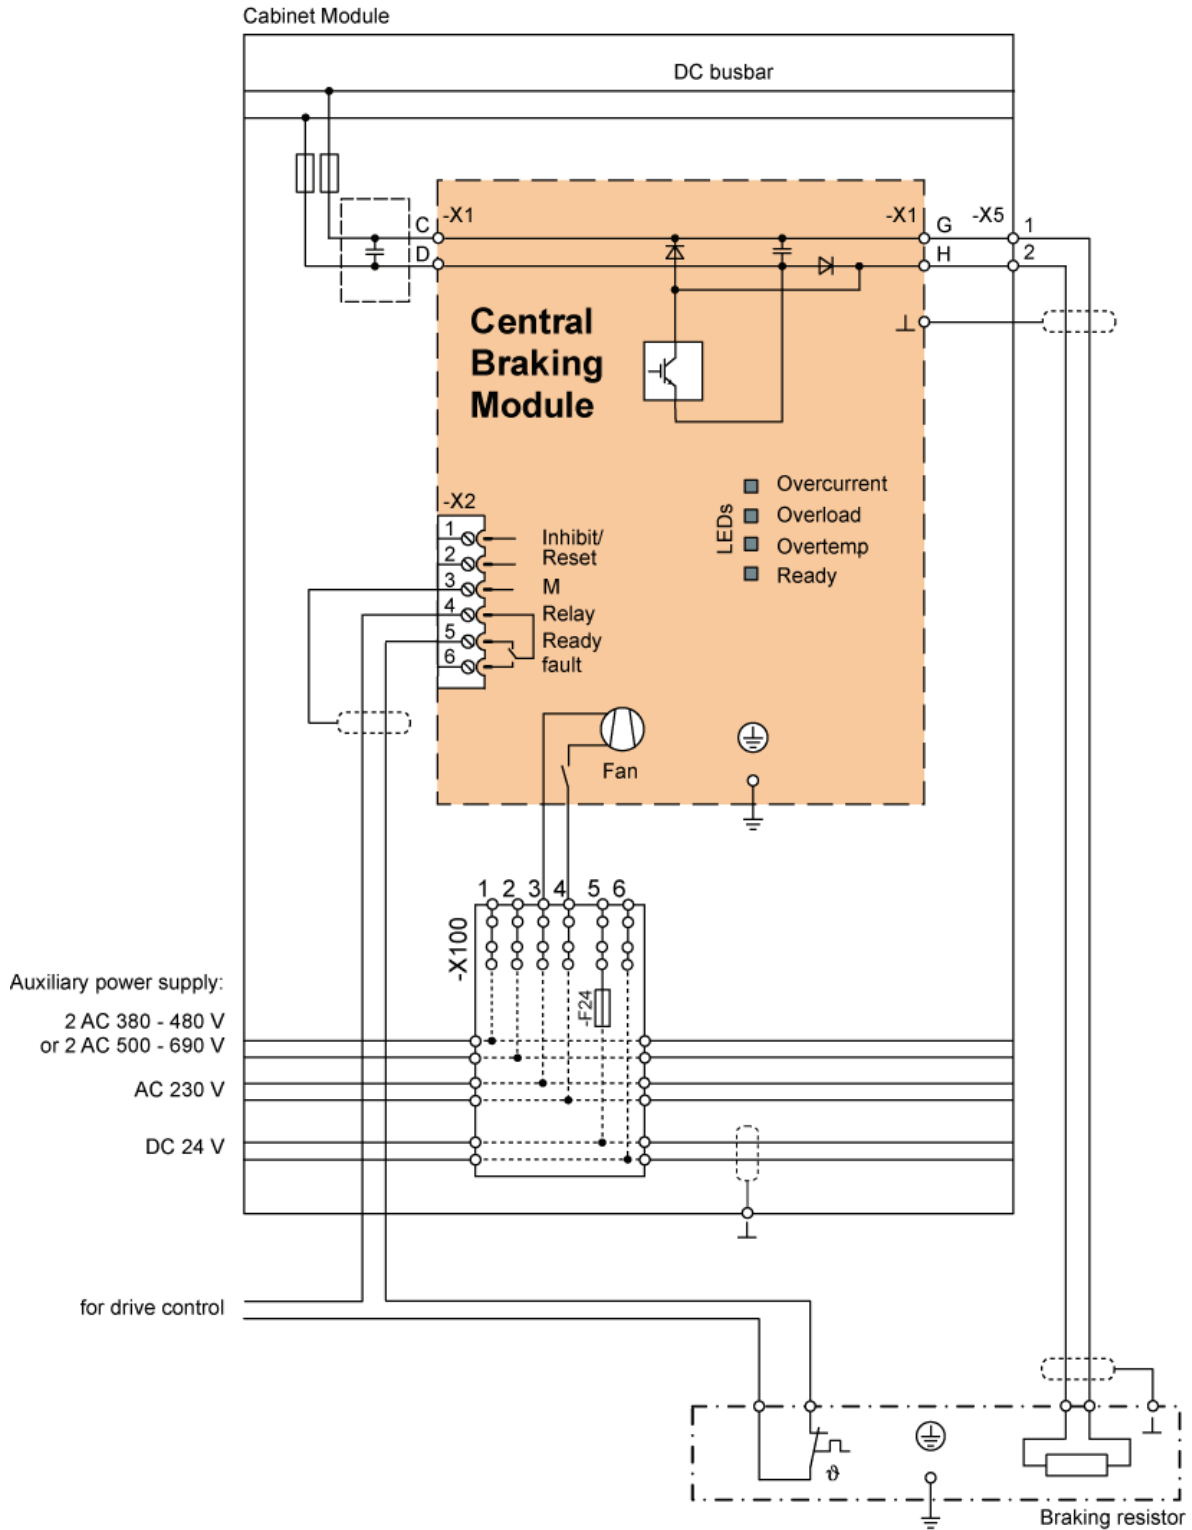 Cabinet Module
DC busbar
-X1
-X1
-X5
C
G
1
D
H
2
Central
Braking
Module
-X2
1
2
3
4
5
6
Inhibit/
Reset
M
Relay
Ready
fault
LEDs
Overcurrent
Overload
Overtemp
Ready
Fan
1 2 3 4 5 6
-X100
-F24
Auxiliary power supply:
2 AC 380 - 480 V
or 2 AC 500 - 690 V
AC 230 V
DC 24 V
for drive control
ϑ
Braking resistor